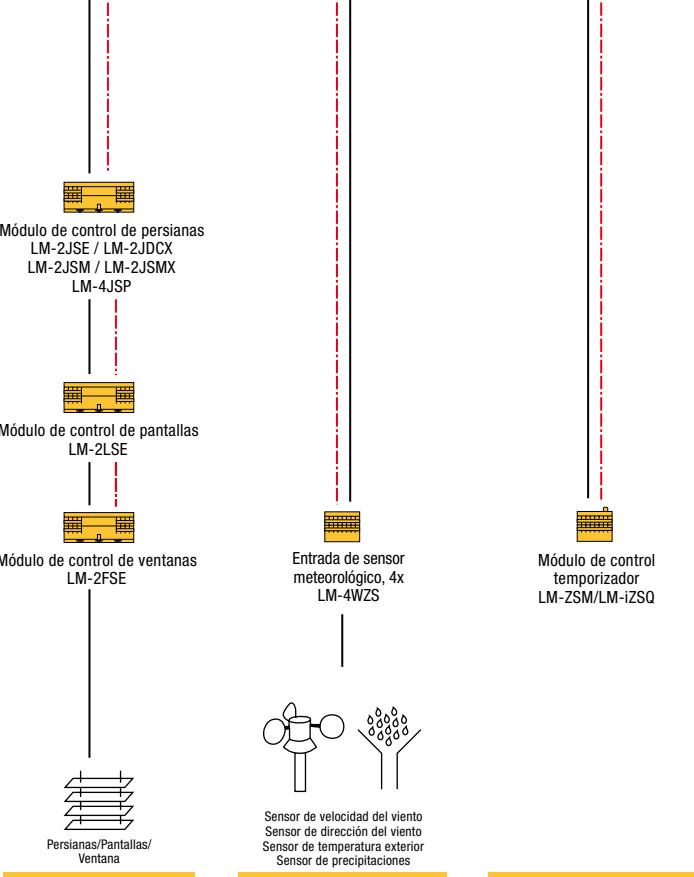 Módulo de control de persianas
LM-2JSE / LM-2JDCX
LM-2JSM / LM-2JSMX
LM-4JSP
Módulo de control de pantallas
LM-2LSE
Módulo de control de ventanas
LM-2FSE
Persianas/Pantallas/
Ventana
Entrada de sensor
meteorológico, 4x
LM-4WZS
Sensor de velocidad del viento
Sensor de dirección del viento
Sensor de temperatura exterior
Sensor de precipitaciones
Módulo de control
temporizador
LM-ZSM/LM-iZSQ